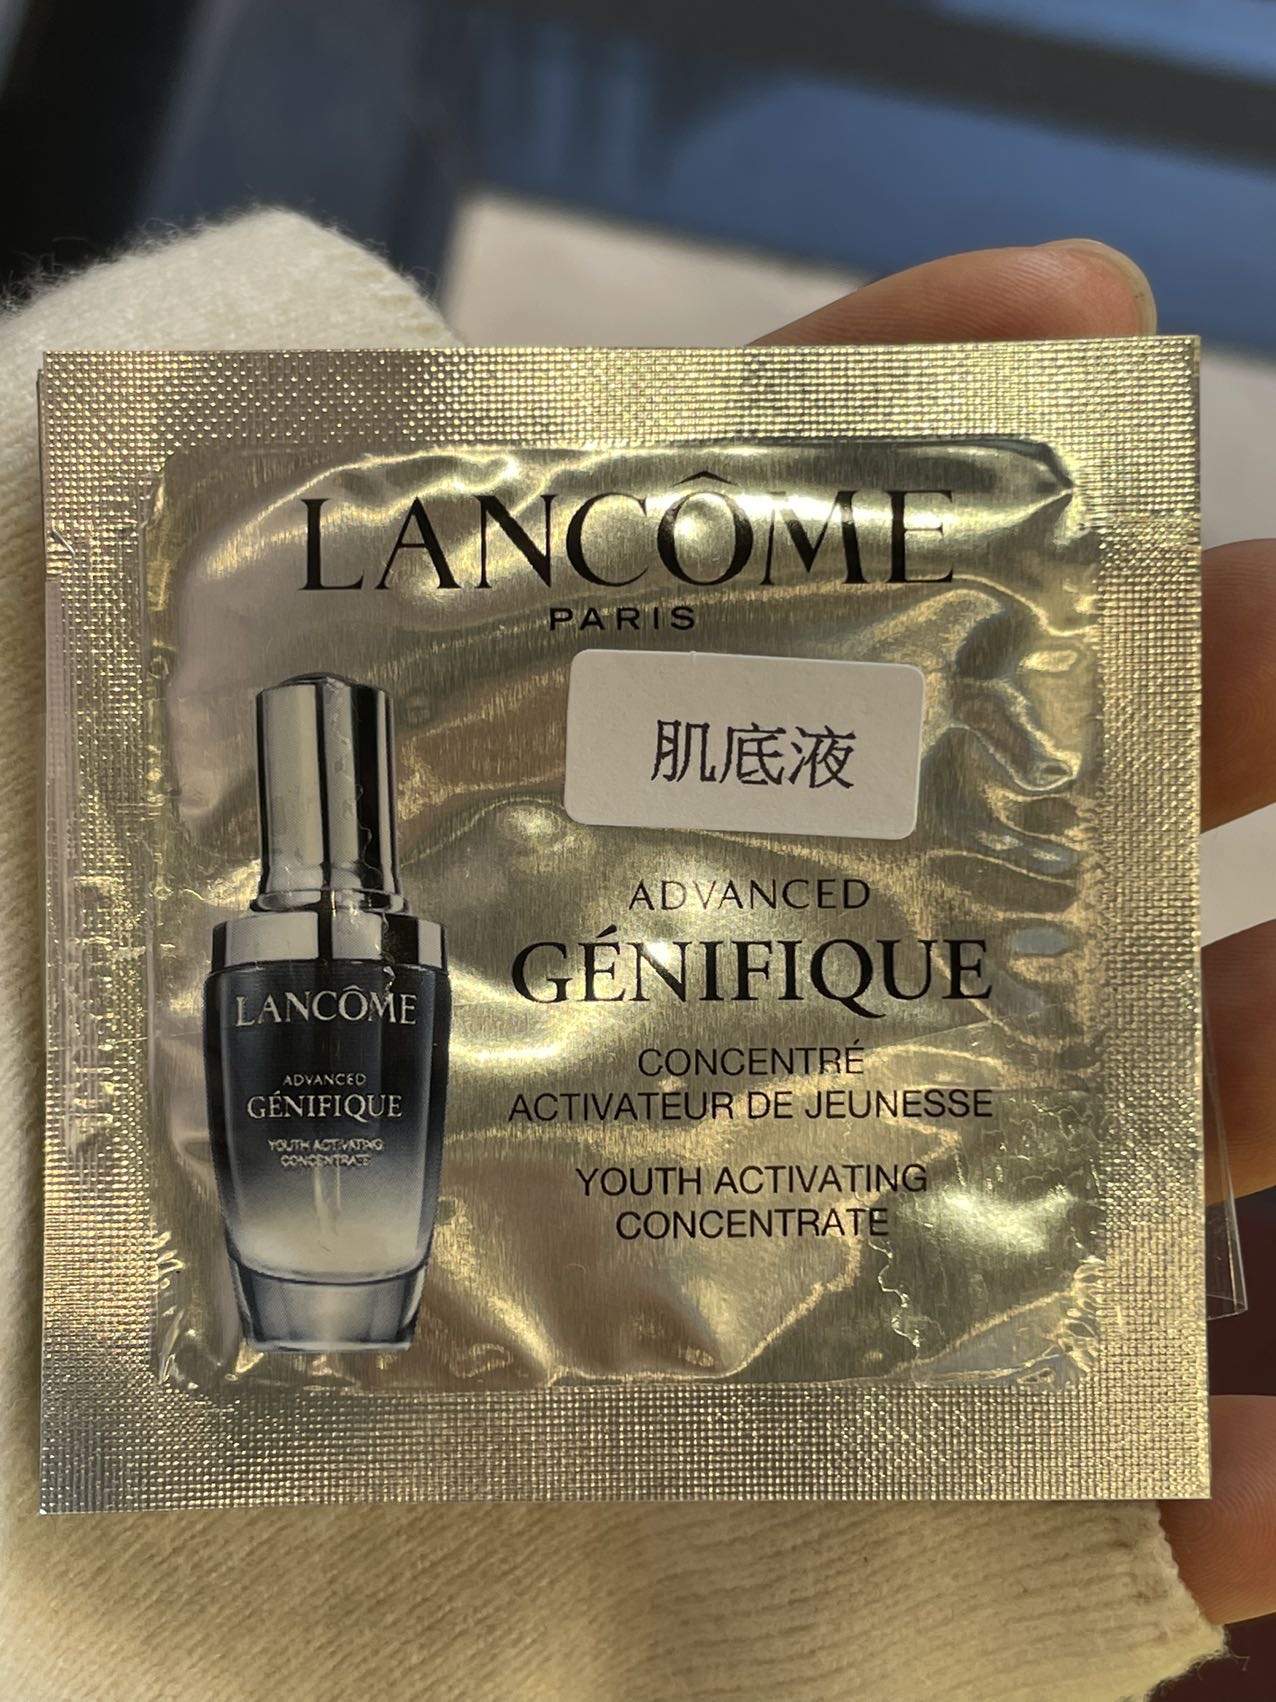 LANCÔME
PARIS
肌底液
ADVANCED
GÉNIFIQUE
CONCENTRÉ
ACTIVATEUR DE JEUNESSE
YOUTH ACTIVATING
CONCENTRATE
LANCÔME
ADVANCED
GÉNIFIQUE
YOUTH ACTIVATING
CONCENTRATE